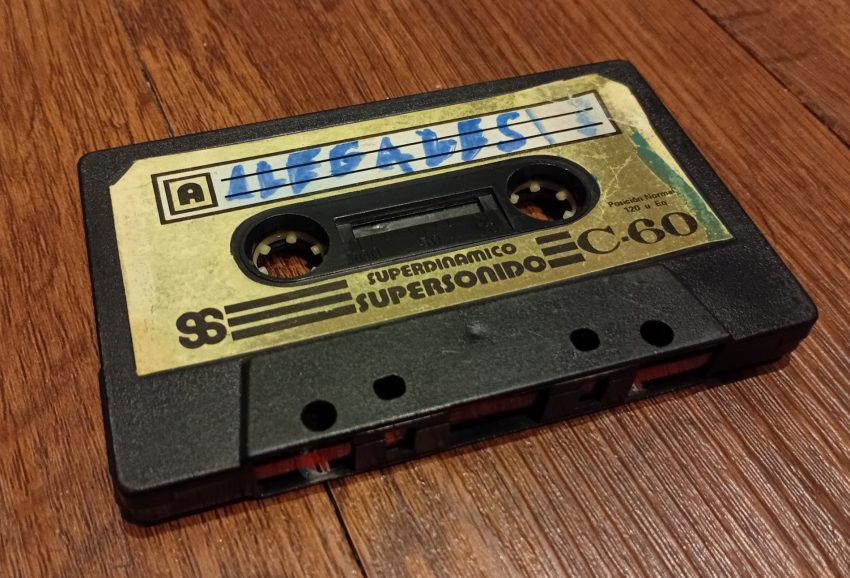 A
ILEGALES
Posición Normal
120 u Eq
SUPERDINAMICO
SUPERSONIDO
C-60
SS